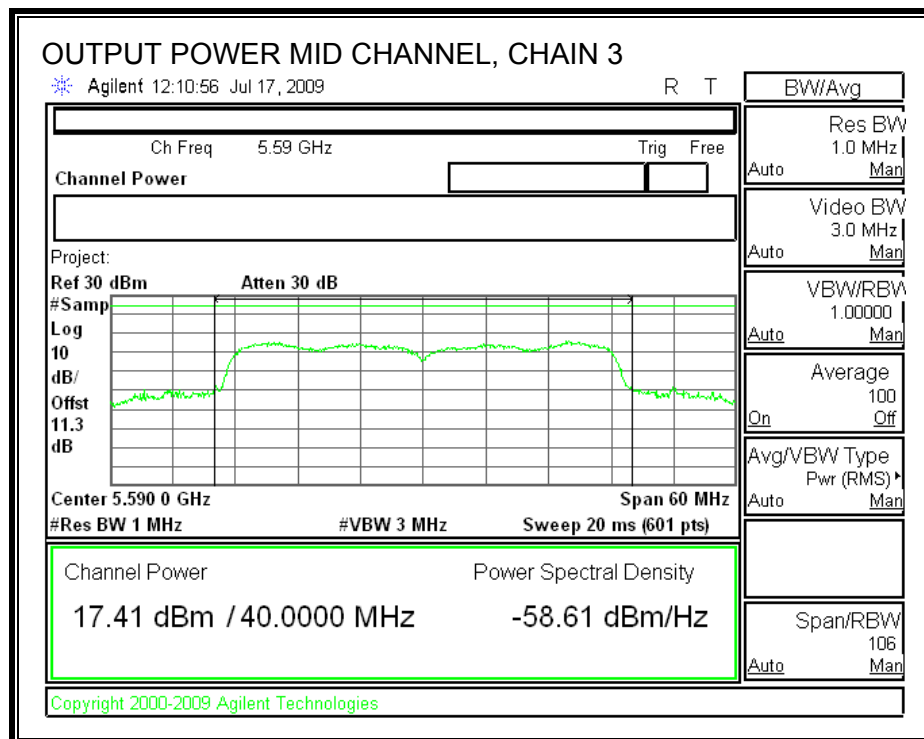 OUTPUT POWER MID CHANNEL, CHAIN 3
Agilent 12:10:56 Jul 17, 2009 R T
BW/Avg
Ch Freq 5.59 GHz Trig Free
Channel Power
Res BW
1.0 MHz
Auto Man
Video BW
3.0 MHz
Auto Man
VBW/RBW
1.00000
Auto Man
Average
100
On Off
Avg/VBW Type
Pwr (RMS)
Auto Man
Span/RBW
106
Auto Man
Project:
Ref 30 dBm Atten 30 dB
#Samp
Log
10
dB/
Offst
11.3
dB
Center 5.590 0 GHz Span 60 MHz
#Res BW 1 MHz #VBW 3 MHz Sweep 20 ms (601 pts)
Channel Power Power Spectral Density
17.41 dBm / 40.0000 MHz -58.61 dBm/Hz
Copyright 2000-2009 Agilent Technologies